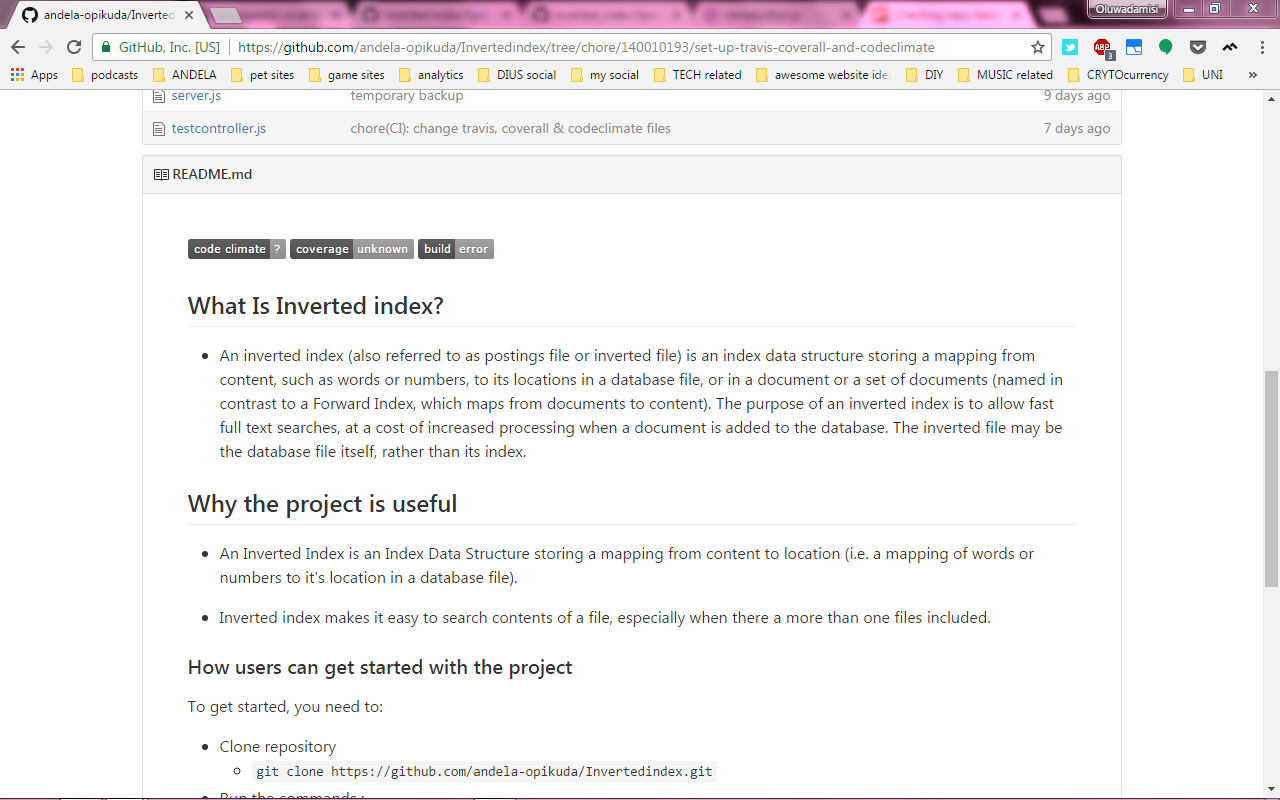 andela-opikuda/Inverted
Oluwadamisi
GitHub, Inc. [US] https://github.com/andela-opikuda/Invertedindex/tree/chore/140010193/set-up-travis-coverall-and-codeclimate
ABP
3
Apps podcasts ANDELA pet sites game sites analytics DIUS social my social TECH related awesome website idea DIY MUSIC related CRYTOcurrency UNI »
server.js temporary backup 9 days ago
testcontroller.js chore(CI): change travis, coverall & codeclimate files 7 days ago
README.md
code climate ? coverage unknown build error
What Is Inverted index?
• An inverted index (also referred to as postings file or inverted file) is an index data structure storing a mapping from
content, such as words or numbers, to its locations in a database file, or in a document or a set of documents (named in
contrast to a Forward Index, which maps from documents to content). The purpose of an inverted index is to allow fast
full text searches, at a cost of increased processing when a document is added to the database. The inverted file may be
the database file itself, rather than its index.
Why the project is useful
• An Inverted Index is an Index Data Structure storing a mapping from content to location (i.e. a mapping of words or
numbers to it's location in a database file).
• Inverted index makes it easy to search contents of a file, especially when there a more than one files included.
How users can get started with the project
To get started, you need to:
• Clone repository
○ git clone https://github.com/andela-opikuda/Invertedindex.git
• Run the commands :